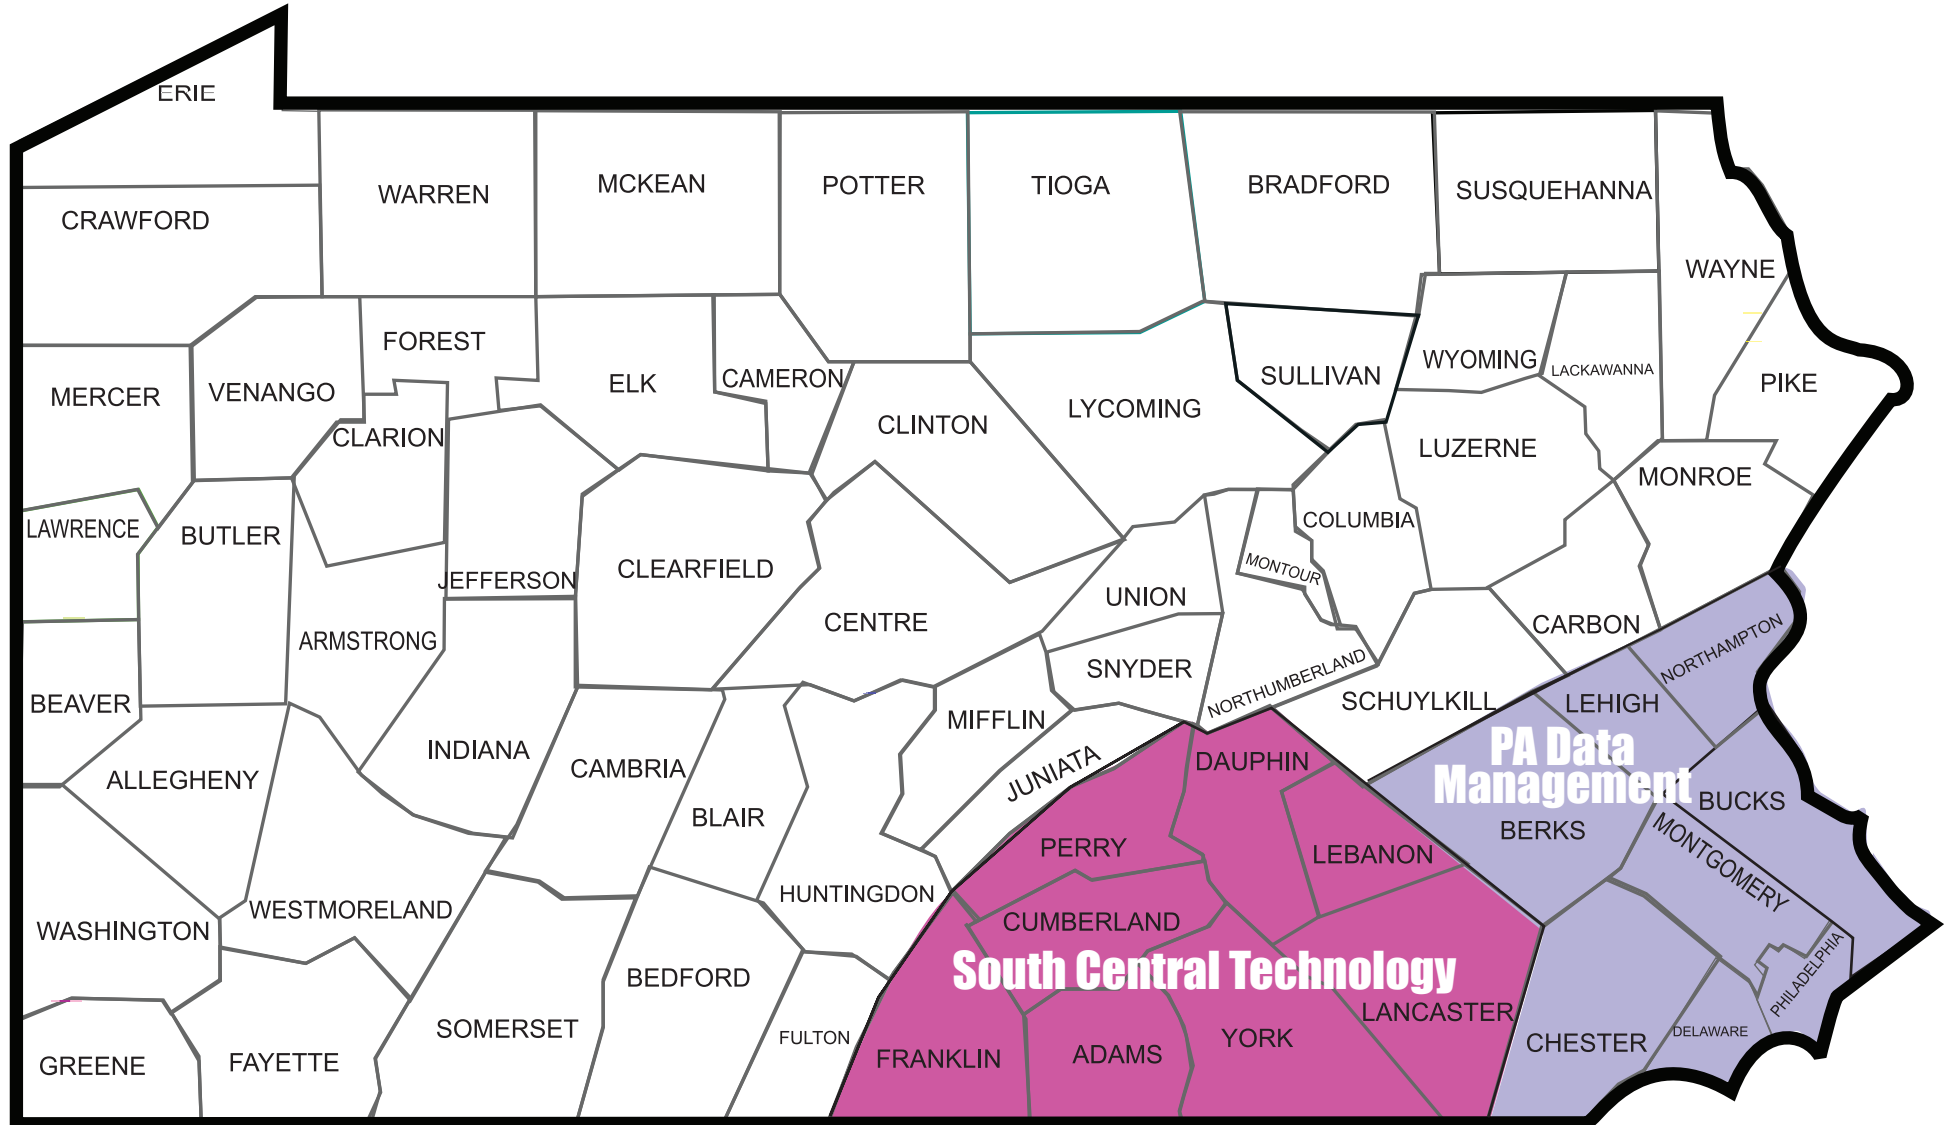 ERIE
WARREN
MCKEAN
POTTER
TIOGA
BRADFORD
SUSQUEHANNA
CRAWFORD
WAYNE
FOREST
MERCER
VENANGO
ELK
CAMERON
SULLIVAN
WYOMING
LACKAWANNA
PIKE
CLARION
CLINTON
LYCOMING
LUZERNE
MONROE
LAWRENCE
BUTLER
COLUMBIA
JEFFERSON
CLEARFIELD
MONTOUR
UNION
CENTRE
CARBON
NORTHAMPTON
ARMSTRONG
SNYDER
NORTHUMBERLAND
BEAVER
MIFFLIN
SCHUYLKILL
LEHIGH
INDIANA
CAMBRIA
JUNIATA
DAUPHIN
PA Data
Management
ALLEGHENY
BLAIR
BUCKS
PERRY
LEBANON
BERKS
MONTGOMERY
HUNTINGDON
WESTMORELAND
CUMBERLAND
WASHINGTON
South Central Technology
BEDFORD
PHILADELPHIA
LANCASTER
SOMERSET
FULTON
YORK
DELAWARE
CHESTER
GREENE
FAYETTE
FRANKLIN
ADAMS